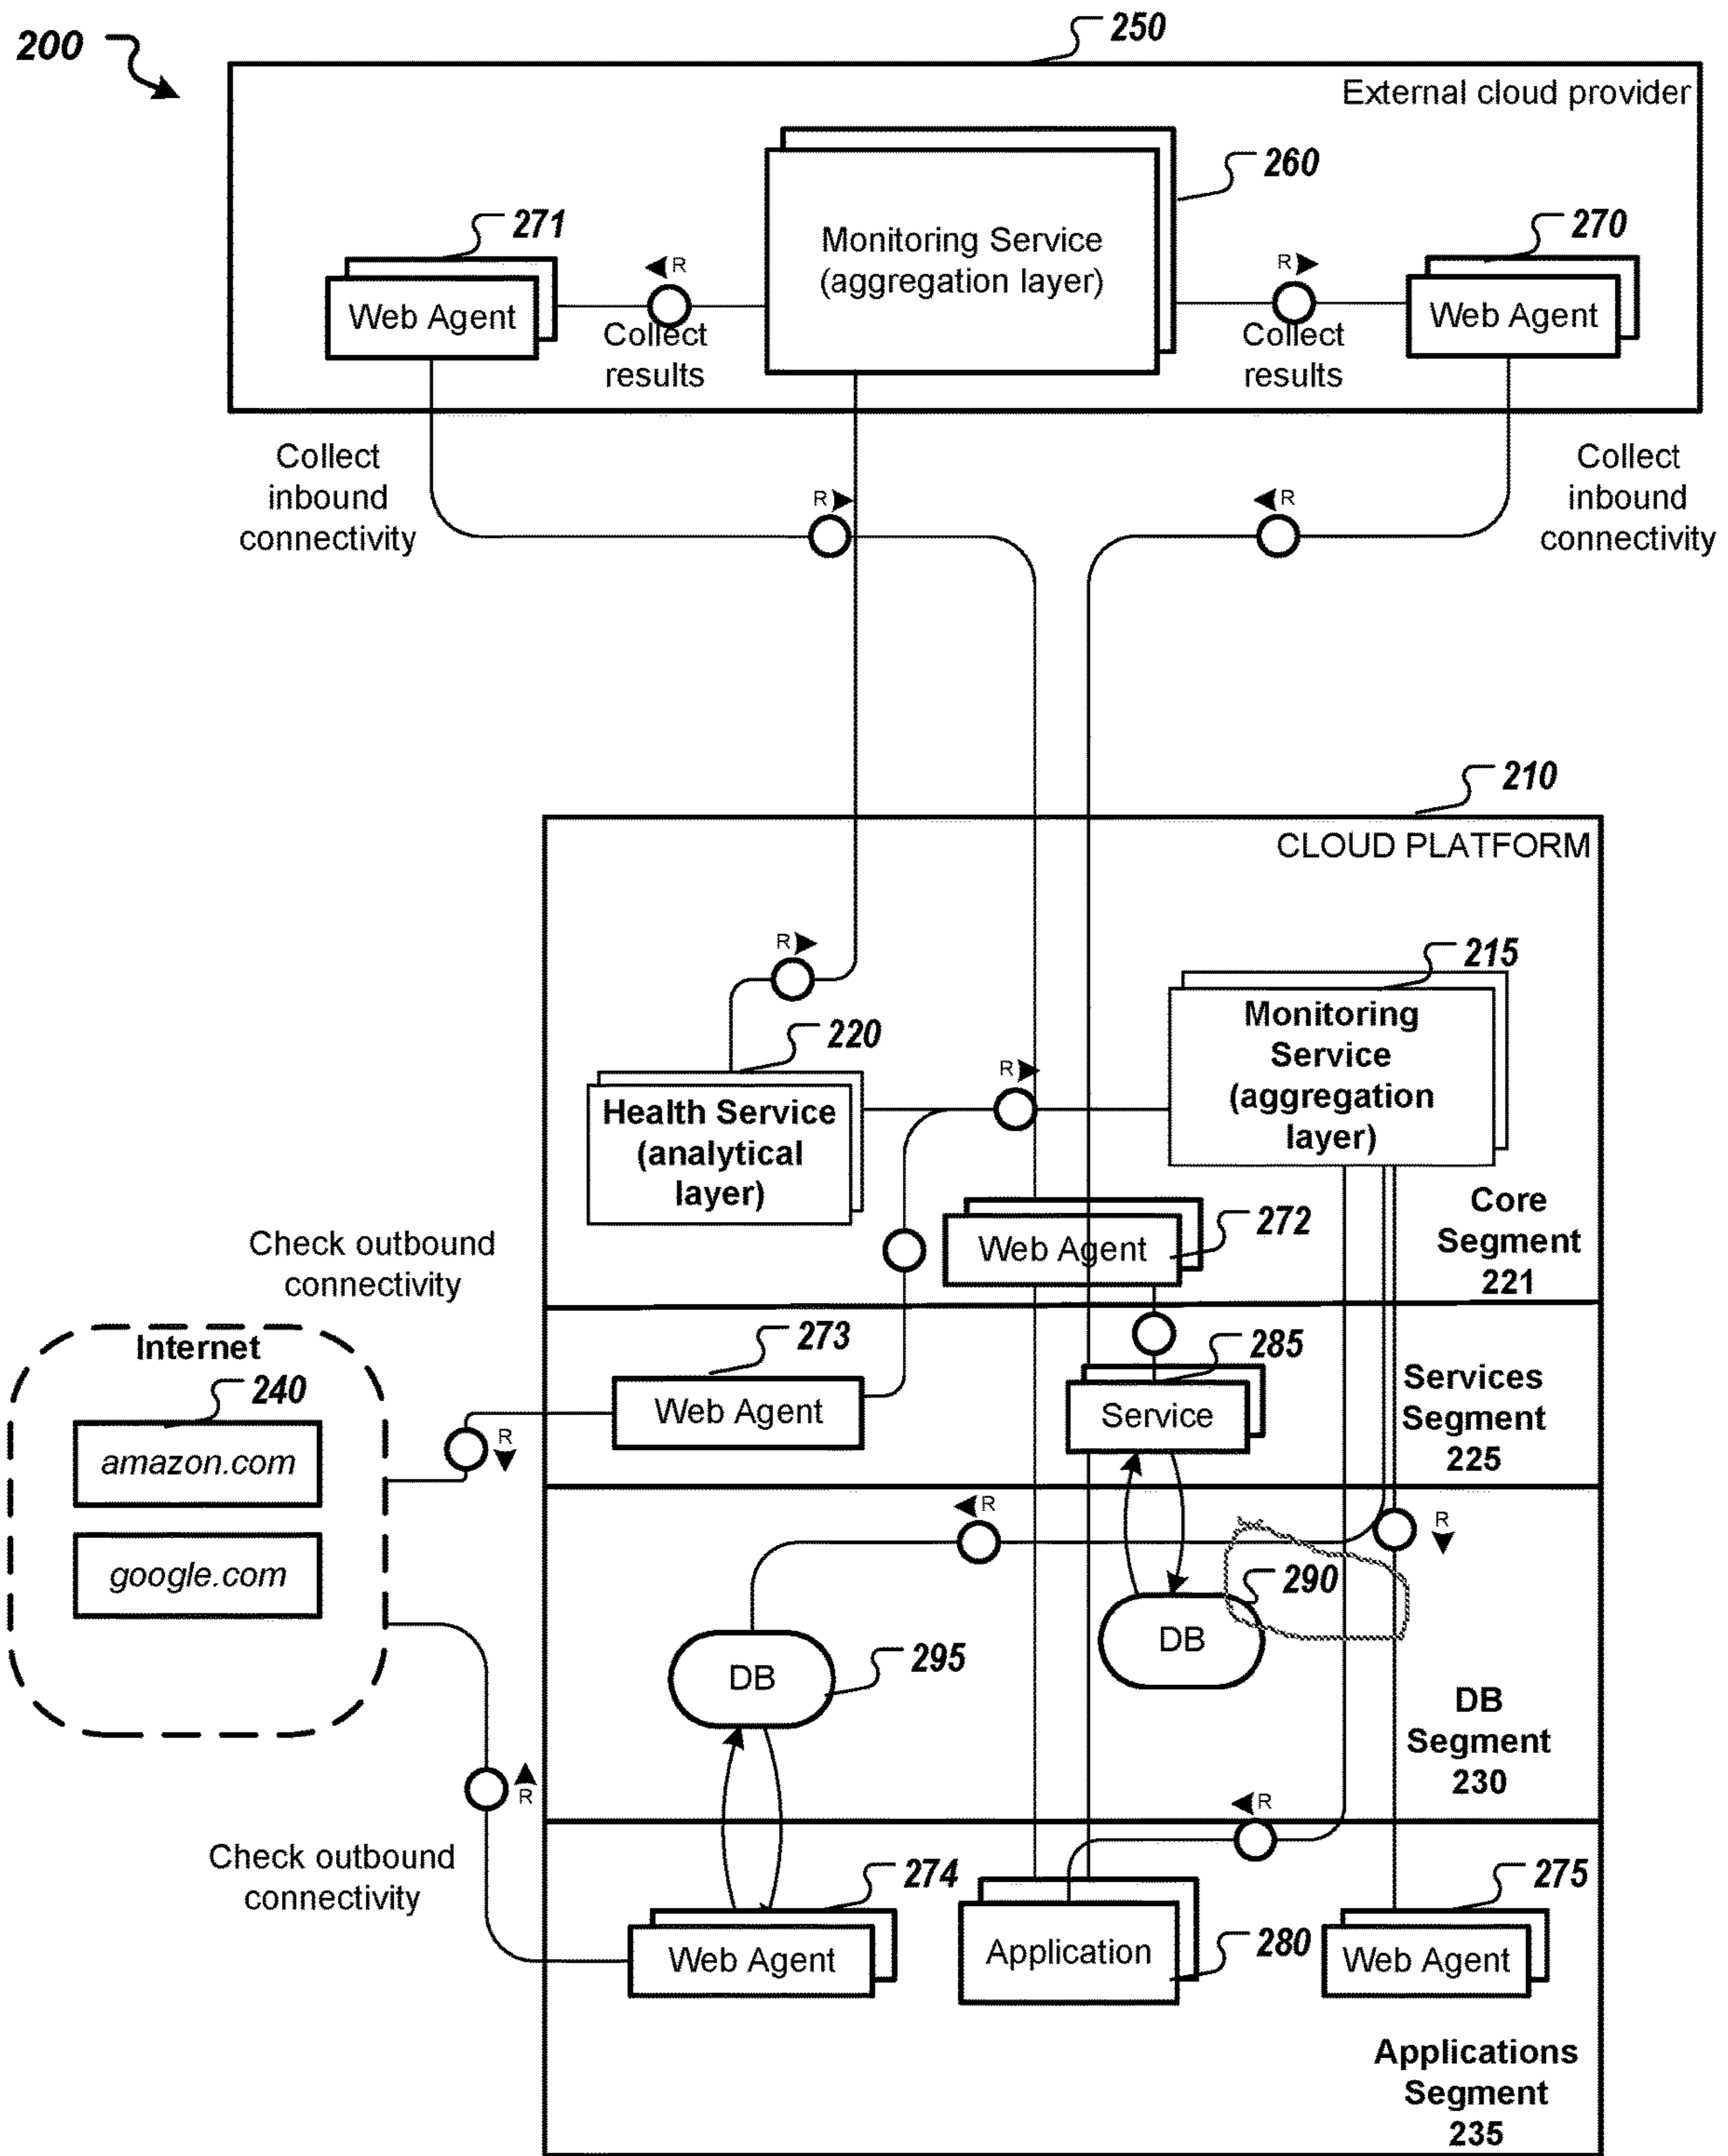 200
250
External cloud provider
260
Monitoring Service
(aggregation layer)
271
Web Agent
R
Collect
results
R
Collect
results
270
Web Agent
Collect
inbound
connectivity
R
R
Collect
inbound
connectivity
210
CLOUD PLATFORM
R
215
Monitoring
Service
(aggregation
layer)
220
Health Service
(analytical
layer)
R
272
Web Agent
Core
Segment
221
Check outbound
connectivity
Internet
240
amazon.com
google.com
R
273
Web Agent
285
Service
Services
Segment
225
R
R
290
DB
295
DB
DB
Segment
230
R
Check outbound
connectivity
R
274
Web Agent
Application
280
275
Web Agent
Applications
Segment
235